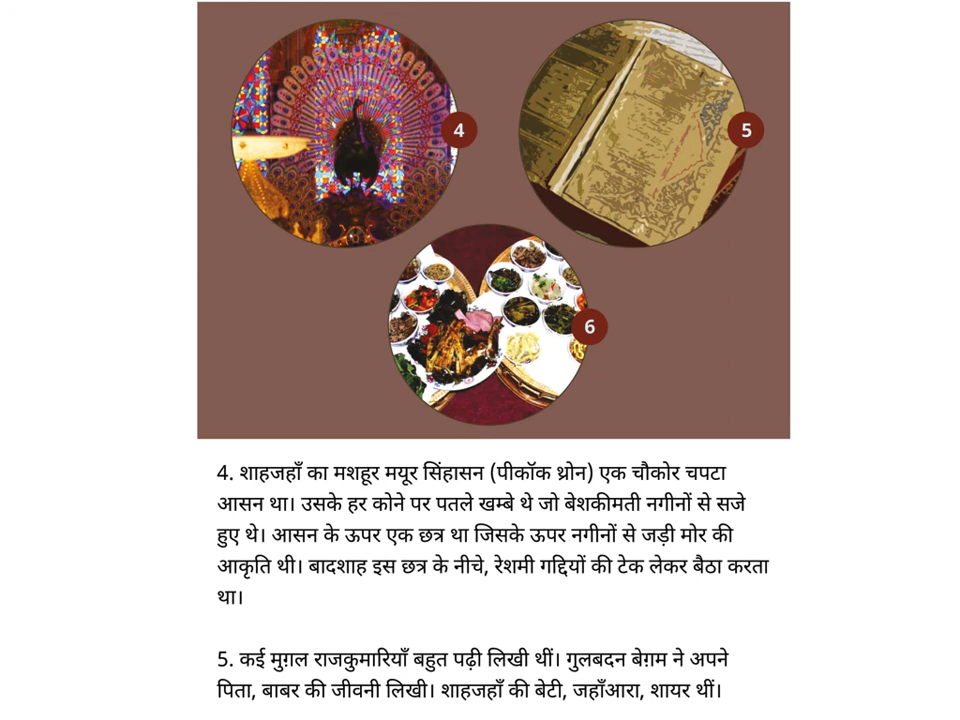 4
5
6
4. शाहजहाँ का मशहूर मयूर सिंहासन (पीकॉक थ्रोन) एक चौकोर चपटा
आसन था। उसके हर कोने पर पतले खम्बे थे जो बेशकीमती नगीनों से सजे
हुए थे। आसन के ऊपर एक छत्र था जिसके ऊपर नगीनों से जड़ी मोर की
आकृति थी। बादशाह इस छत्र के नीचे, रेशमी गद्दियों की टेक लेकर बैठा करता
था।
5. कई मुग़ल राजकुमारियाँ बहुत पढ़ी लिखी थीं। गुलबदन बेग़म ने अपने
पिता, बाबर की जीवनी लिखी। शाहजहाँ की बेटी, जहाँआरा, शायर थीं।